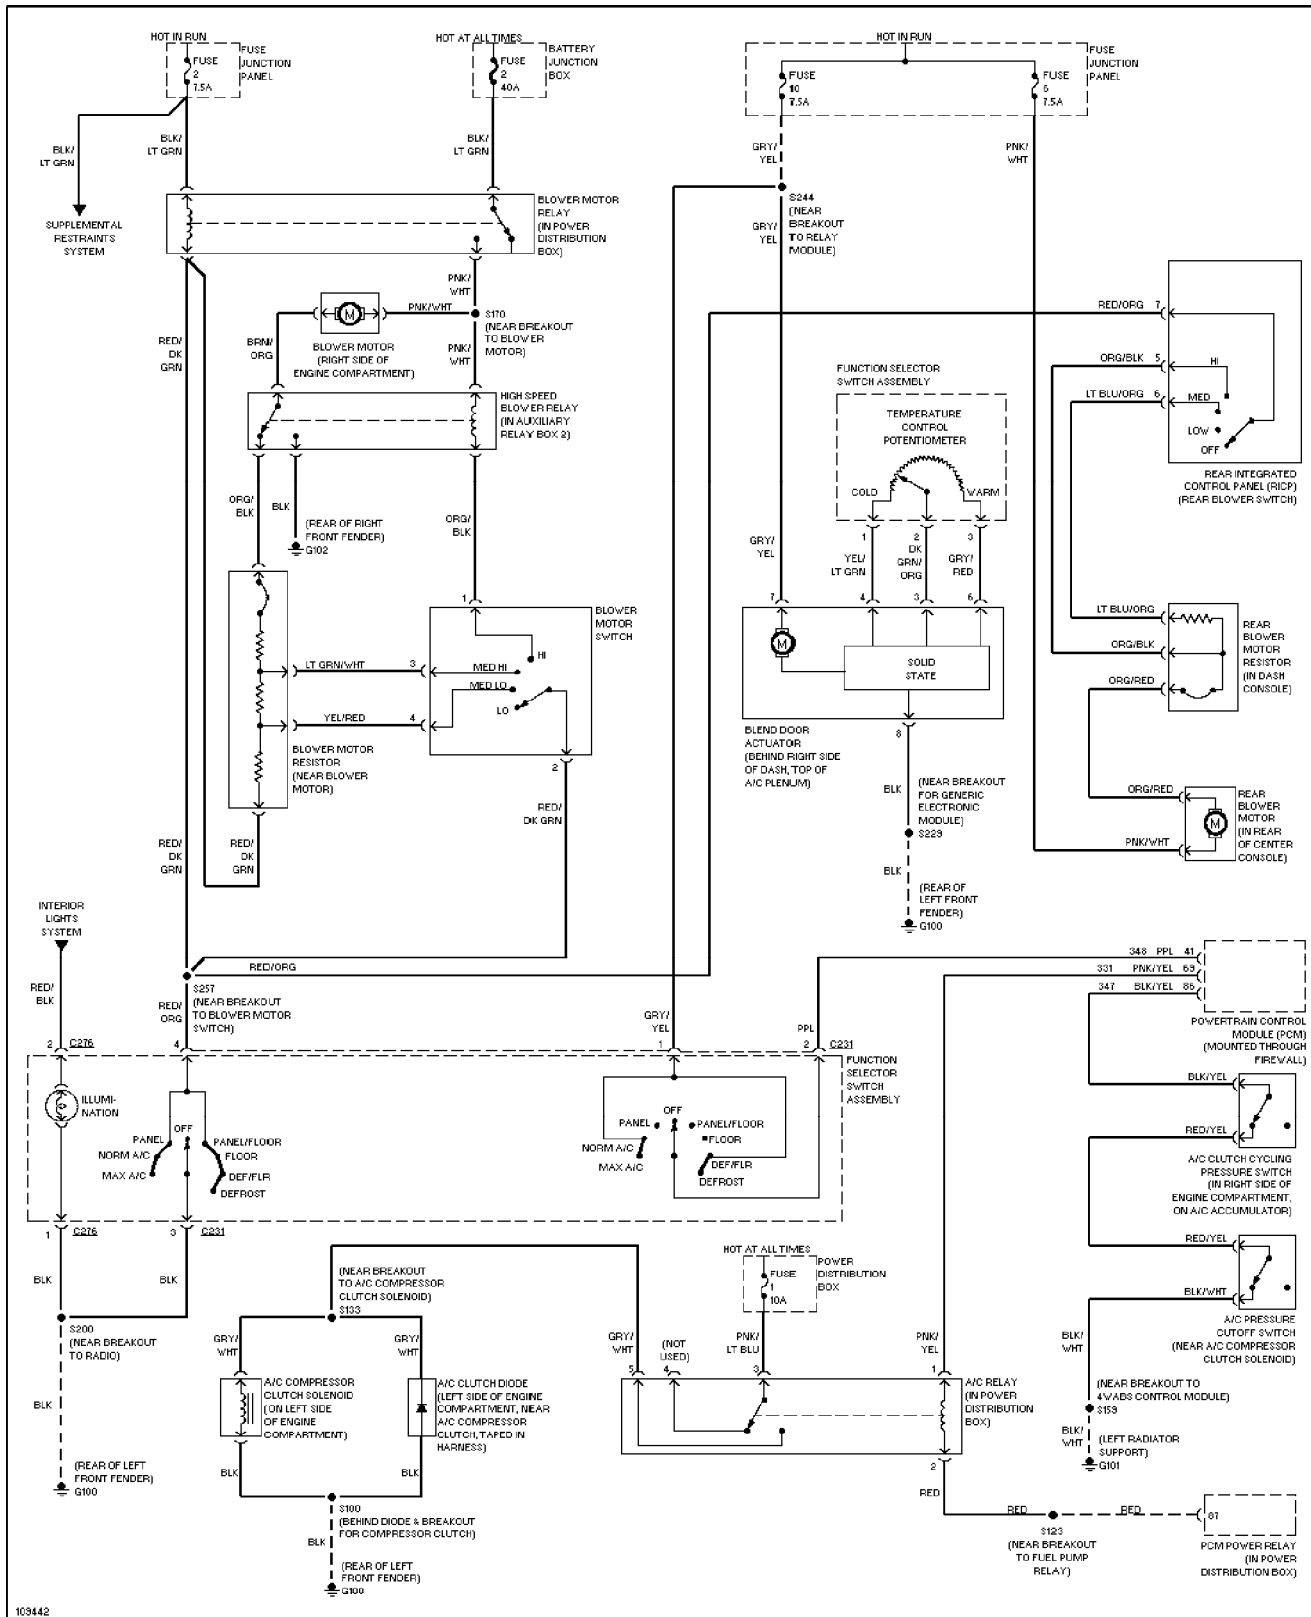 HOT IN RUN
FUSE
2
7.5A
FUSE
JUNCTION
PANEL
HOT AT ALL TIMES
FUSE
2
40A
BATTERY
JUNCTION
BOX
HOT IN RUN
FUSE
10
7.5A
FUSE
6
7.5A
FUSE
JUNCTION
PANEL
BLK/
LT GRN
BLK/
LT GRN
BLK/
LT GRN
GRY/
YEL
PNK/
WHT
SUPPLEMENTAL
RESTRAINTS
SYSTEM
BLOWER MOTOR
RELAY
(IN POWER
DISTRIBUTION
BOX)
S244
(NEAR
BREAKOUT
TO RELAY
MODULE)
GRY/
YEL
PNK/
WHT
M
PNK/WHT
S170
(NEAR BREAKOUT
TO BLOWER
MOTOR)
BLOWER MOTOR
(RIGHT SIDE OF
ENGINE COMPARTMENT)
BRN/
ORG
PNK/
WHT
RED/
DK
GRN
HIGH SPEED
BLOWER RELAY
(IN AUXILIARY
RELAY BOX 2)
RED/ORG 7
ORG/BLK 5
LT BLU/ORG 6
HI
MED
LOW
OFF
REAR INTEGRATED
CONTROL PANEL (RICP)
(REAR BLOWER SWITCH)
FUNCTION SELECTOR
SWITCH ASSEMBLY
TEMPERATURE
CONTROL
POTENTIOMETER
COLD
WARM
1
2
3
YEL/
LT GRN
DK
GRN/
ORG
GRY/
RED
GRY/
YEL
7
4
3
6
ORG/
BLK
BLK
(REAR OF RIGHT
FRONT FENDER)
G102
ORG/
BLK
1
BLOWER
MOTOR
SWITCH
HI
MED HI
MED LO
LO
LT GRN/WHT 3
YEL/RED 4
2
BLOWER MOTOR
RESISTOR
(NEAR BLOWER
MOTOR)
RED/
DK GRN
M
SOLID
STATE
BLEND DOOR
ACTUATOR
(BEHIND RIGHT SIDE
OF DASH, TOP OF
A/C PLENUM)
8
BLK
(NEAR BREAKOUT
FOR GENERIC
ELECTRONIC
MODULE)
S229
BLK
(REAR OF
LEFT FRONT
FENDER)
G100
LT BLU/ORG
ORG/BLK
ORG/RED
REAR
BLOWER
MOTOR
RESISTOR
(IN DASH
CONSOLE)
ORG/RED
PNK/WHT
M
REAR
BLOWER
MOTOR
(IN REAR
OF CENTER
CONSOLE)
RED/
DK
GRN
RED/
DK
GRN
INTERIOR
LIGHTS
SYSTEM
RED/
BLK
RED/ORG
S257
(NEAR BREAKOUT
TO BLOWER MOTOR
SWITCH)
RED/
ORG
GRY/
YEL
PPL
348 PPL 41
331 PNK/YEL 69
347 BLK/YEL 86
POWERTRAIN CONTROL
MODULE (PCM)
(MOUNTED THROUGH
FIREWALL)
2 C276
4
1
2 C231
FUNCTION
SELECTOR
SWITCH
ASSEMBLY
ILLUMI-
NATION
OFF
PANEL
PANEL/FLOOR
NORM A/C
FLOOR
MAX A/C
DEF/FLR
DEFROST
OFF
PANEL
PANEL/FLOOR
NORM A/C
FLOOR
MAX A/C
DEF/FLR
DEFROST
1 C276
3 C231
BLK/YEL
RED/YEL
A/C CLUTCH CYCLING
PRESSURE SWITCH
(IN RIGHT SIDE OF
ENGINE COMPARTMENT,
ON A/C ACCUMULATOR)
RED/YEL
BLK/WHT
A/C PRESSURE
CUTOFF SWITCH
(NEAR A/C COMPRESSOR
CLUTCH SOLENOID)
BLK
BLK
S200
(NEAR BREAKOUT
TO RADIO)
BLK
(REAR OF LEFT
FRONT FENDER)
G100
(NEAR BREAKOUT
TO A/C COMPRESSOR
CLUTCH SOLENOID)
S133
GRY/
WHT
GRY/
WHT
A/C COMPRESSOR
CLUTCH SOLENOID
(ON LEFT SIDE
OF ENGINE
COMPARTMENT)
A/C CLUTCH DIODE
(LEFT SIDE OF ENGINE
COMPARTMENT, NEAR
A/C COMPRESSOR
CLUTCH, TAPED IN
HARNESS)
BLK
BLK
S100
(BEHIND DIODE & BREAKOUT
FOR COMPRESSOR CLUTCH)
BLK
(REAR OF LEFT
FRONT FENDER)
G100
HOT AT ALL TIMES
FUSE
1
10A
POWER
DISTRIBUTION
BOX
GRY/
WHT
(NOT
USED)
PNK/
LT BLU
PNK/
YEL
5
4
3
1
A/C RELAY
(IN POWER
DISTRIBUTION
BOX)
2
RED
BLK/
WHT
(NEAR BREAKOUT TO
4WABS CONTROL MODULE)
S159
BLK/
WHT
(LEFT RADIATOR
SUPPORT)
G101
RED
RED
87
S123
(NEAR BREAKOUT
TO FUEL PUMP
RELAY)
PCM POWER RELAY
(IN POWER
DISTRIBUTION BOX)
109442